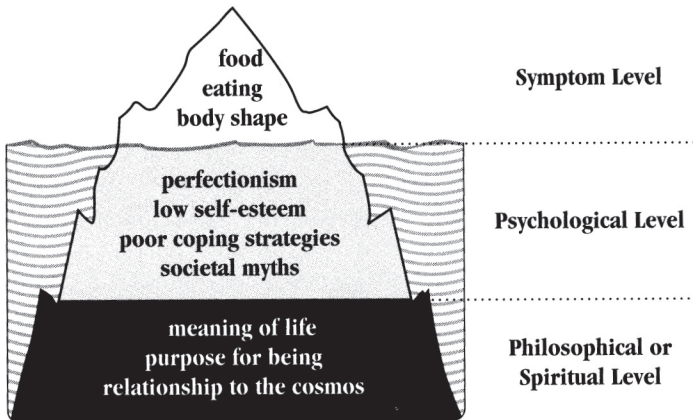 food
eating
body shape
Symptom Level
perfectionism
low self-esteem
poor coping strategies
societal myths
Psychological Level
meaning of life
purpose for being
relationship to the cosmos
Philosophical or
Spiritual Level